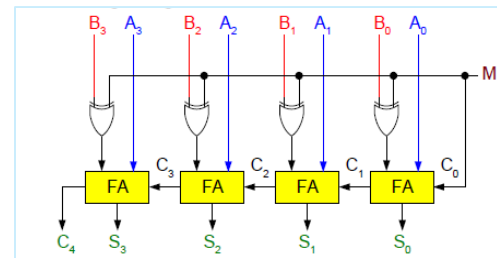 B3 A3 B2 A2 B1 A1 B0 A0
M
C3 C2 C1 C0
FA FA FA FA
C4 S3 S2 S1 S0